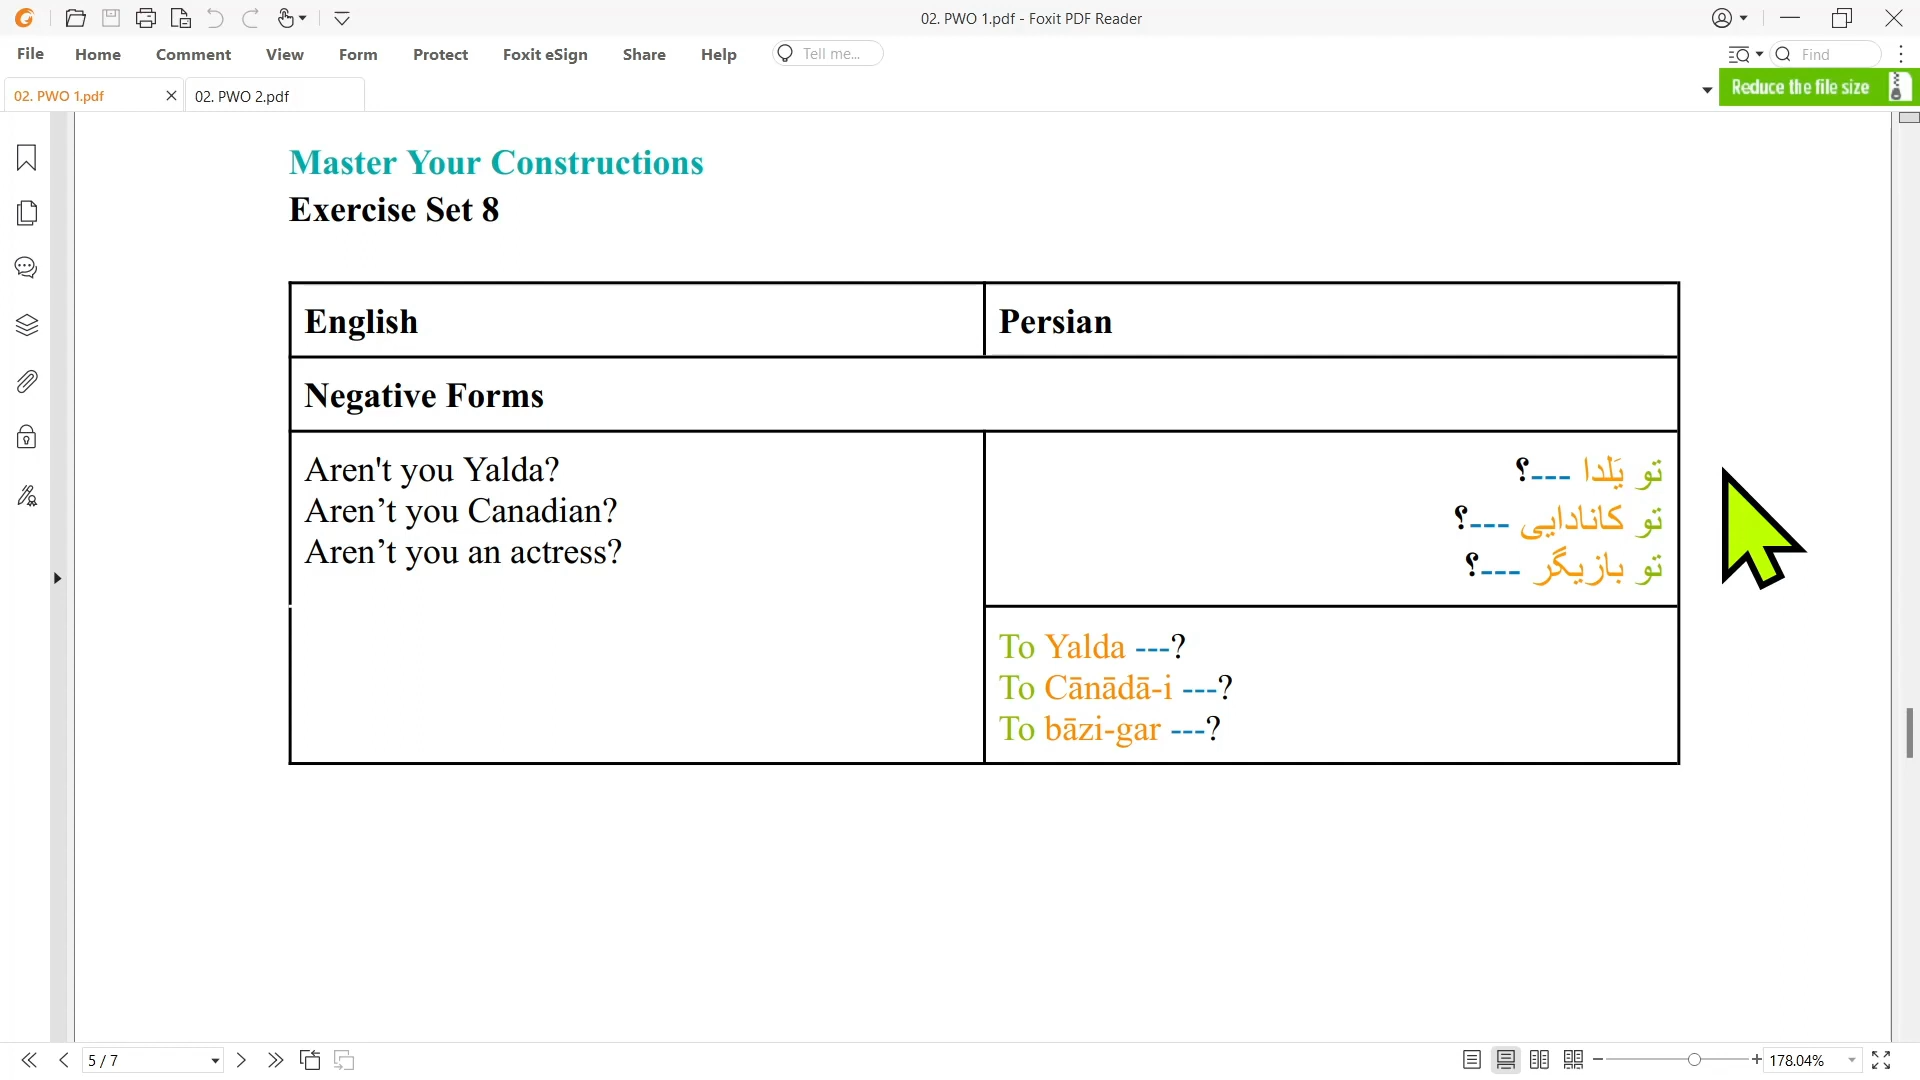 02. PWO 1.pdf - Foxit PDF Reader
File Home Comment View Form Protect Foxit eSign Share Help Tell me... Find
02. PWO 1.pdf 02. PWO 2.pdf Reduce the file size
Master Your Constructions
Exercise Set 8
English Persian
Negative Forms
Aren't you Yalda?
Aren’t you Canadian?
Aren’t you an actress?
تو یَلدا ---؟
تو کانادایی ---؟
تو بازیگر ---؟
To Yalda ---?
To Cānādā-i ---?
To bāzi-gar ---?
5 / 7 178.04%